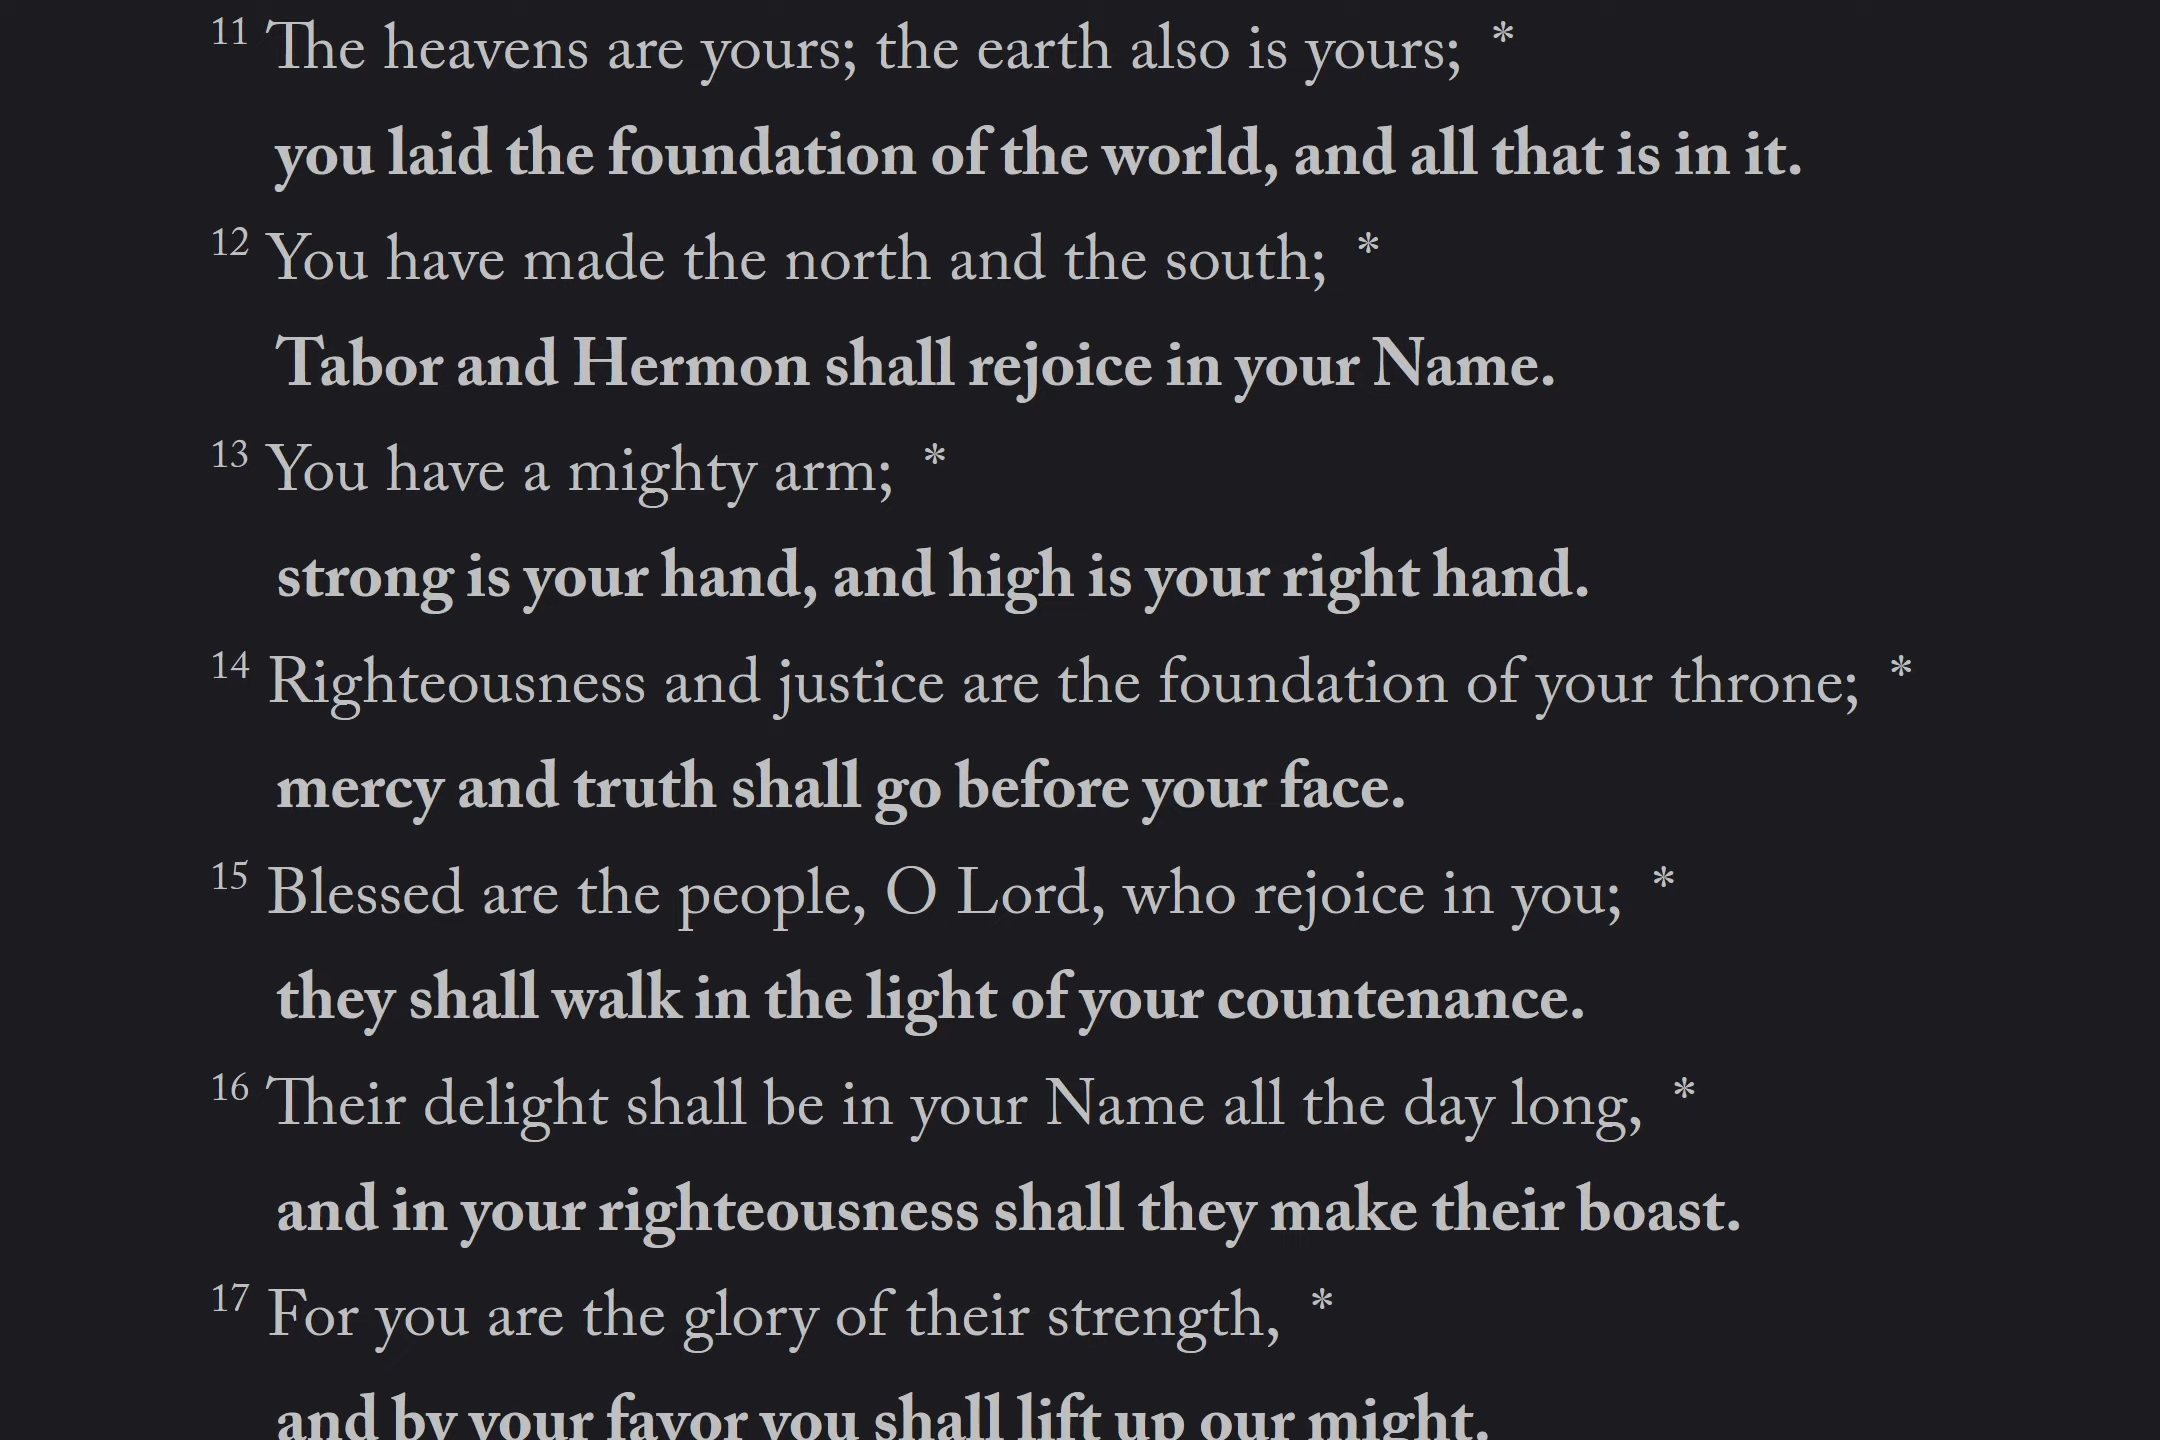 11 The heavens are yours; the earth also is yours; *
you laid the foundation of the world, and all that is in it.
12 You have made the north and the south; *
Tabor and Hermon shall rejoice in your Name.
13 You have a mighty arm; *
strong is your hand, and high is your right hand.
14 Righteousness and justice are the foundation of your throne; *
mercy and truth shall go before your face.
15 Blessed are the people, O Lord, who rejoice in you; *
they shall walk in the light of your countenance.
16 Their delight shall be in your Name all the day long, *
and in your righteousness shall they make their boast.
17 For you are the glory of their strength, *
and by your favor you shall lift up our might.